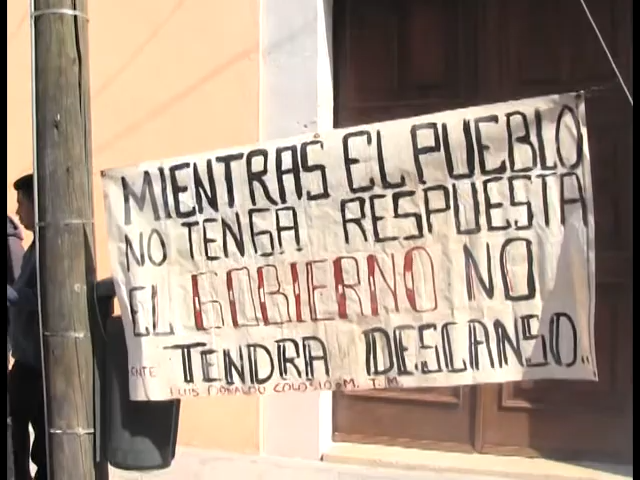 MIENTRAS EL PUEBLO
NO TENGA RESPUESTA
EL GOBIERNO NO
TENDRA DESCANSO..
LUIS DONALDO COLOSIO M. T. M.